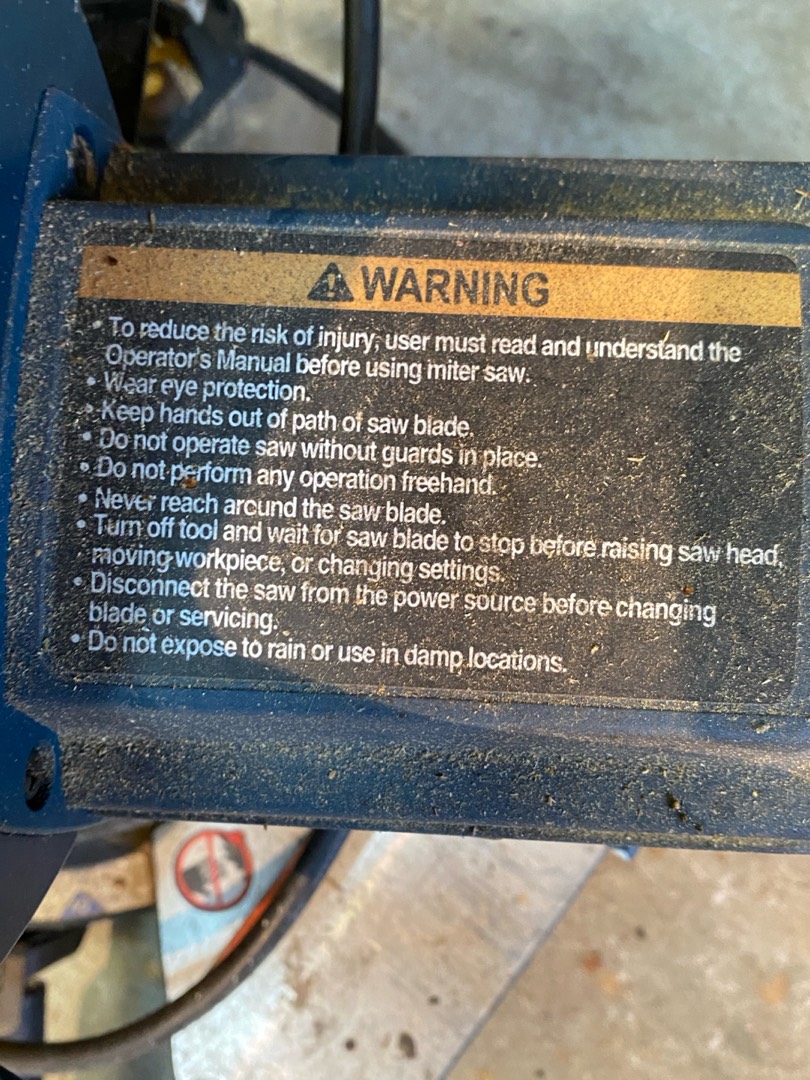 WARNING
• To reduce the risk of injury, user must read and understand the
Operator's Manual before using miter saw.
• Wear eye protection.
• Keep hands out of path of saw blade.
• Do not operate saw without guards in place.
• Do not perform any operation freehand.
• Never reach around the saw blade.
• Turn off tool and wait for saw blade to stop before raising saw head,
moving workpiece, or changing settings.
• Disconnect the saw from the power source before changing
blade or servicing.
• Do not expose to rain or use in damp locations.